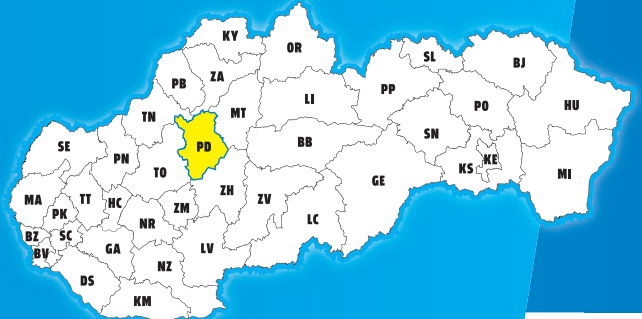 KY
OR
SL
BJ
PB
ZA
PP
LI
PO
HU
TN
MT
SN
BB
SE
PD
PN
TO
KE
KS
MI
GE
ZH
MA
TT
HC
ZM
ZV
PK
LC
NR
BZ
SC
BV
GA
LV
NZ
DS
KM